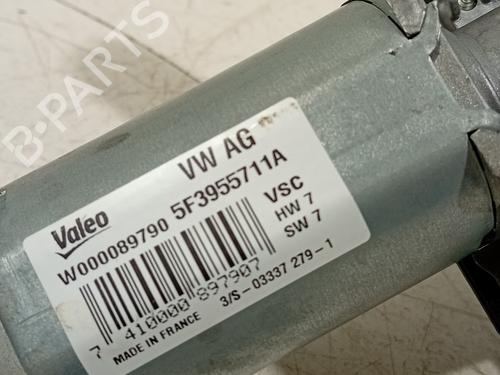 B-PARTS
VW AG
Valeo
W000089790 5F3955711A
VSC
HW 7
SW 7
7 410000 897907
3/S-03337 279-1
MADE IN FRANCE